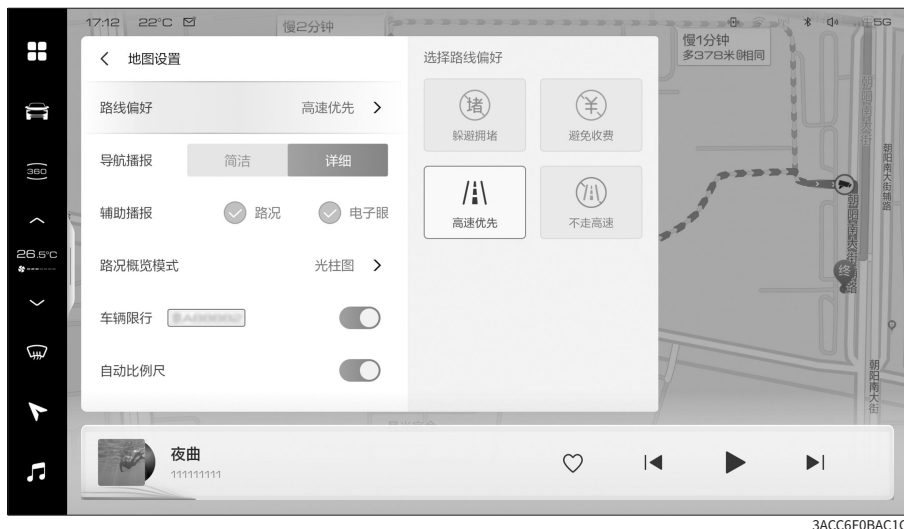 17:12 22°C 5G
慢2分钟
慢1分钟
多378米
相同
地图设置
选择路线偏好
路线偏好 高速优先
堵
躲避拥堵
¥
避免收费
导航播报 简洁 详细
高速优先
不走高速
辅助播报 路况 电子眼
路况概览模式 光柱图
车辆限行
自动比例尺
360
26.5°C
朝阳南大街辅路
终
朝阳南大街
夜曲
111111111
3ACC6F0BAC1C